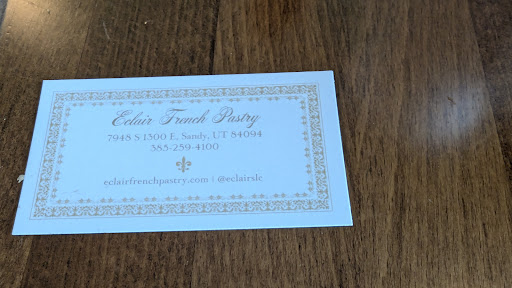 Eclair French Pastry
7948 S 1300 E, Sandy, UT 84094
385-259-4100
eclairfrenchpastry.com | @eclairslc